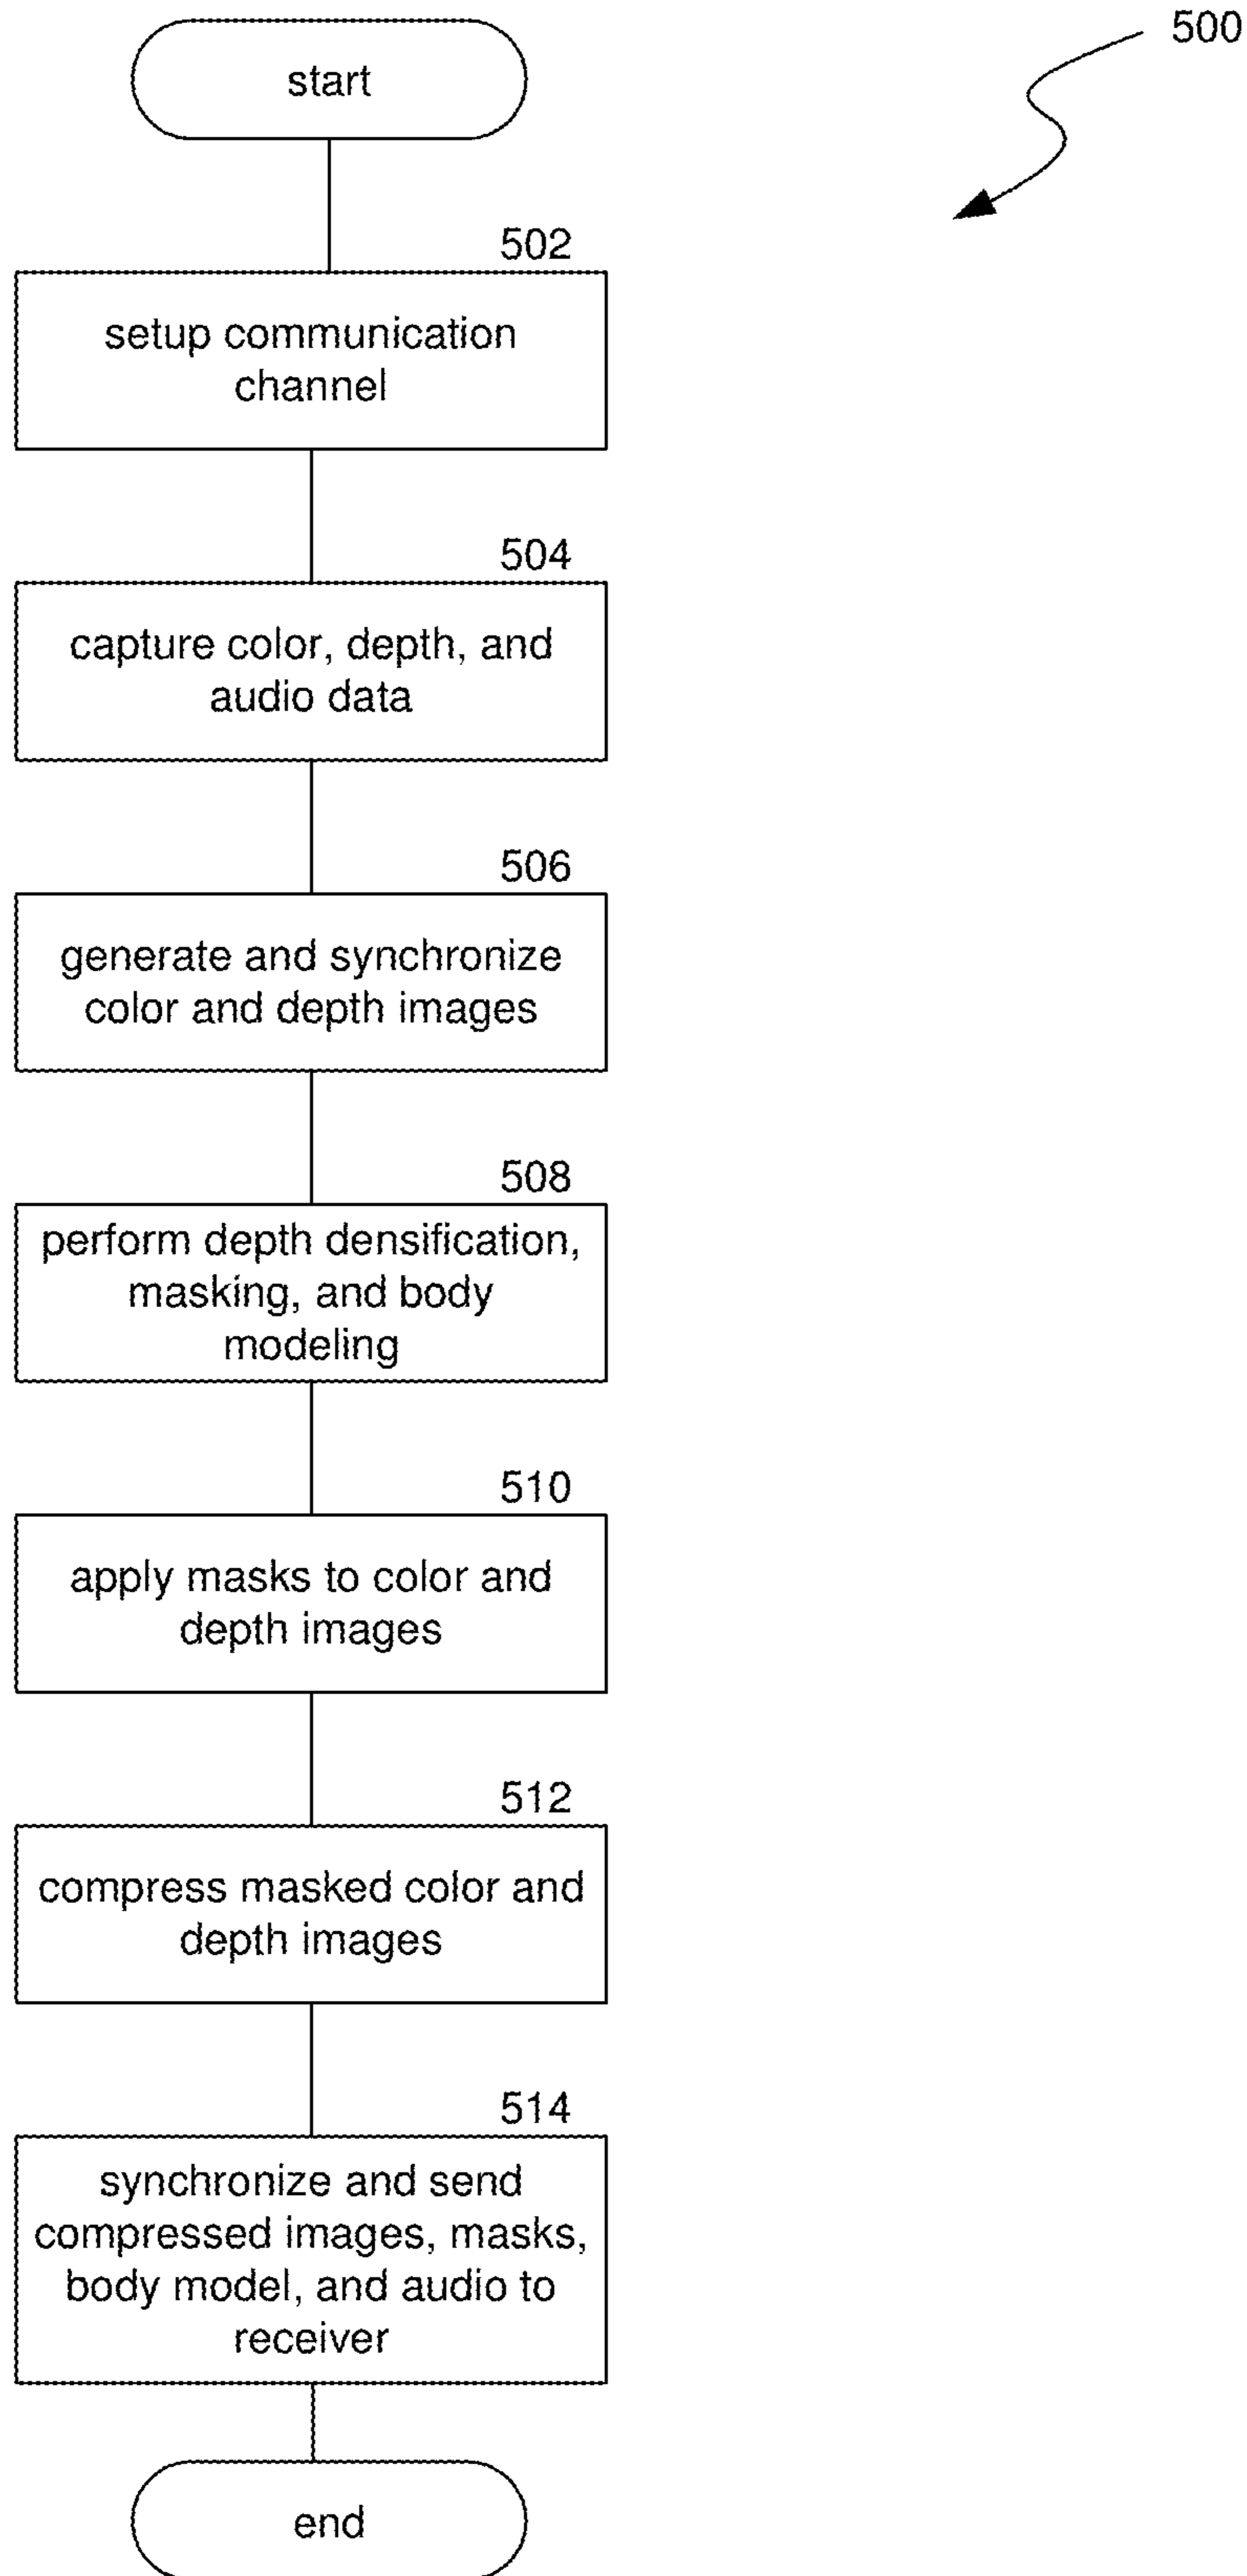 500
start
502
setup communication
channel
504
capture color, depth, and
audio data
506
generate and synchronize
color and depth images
508
perform depth densification,
masking, and body
modeling
510
apply masks to color and
depth images
512
compress masked color and
depth images
514
synchronize and send
compressed images, masks,
body model, and audio to
receiver
end